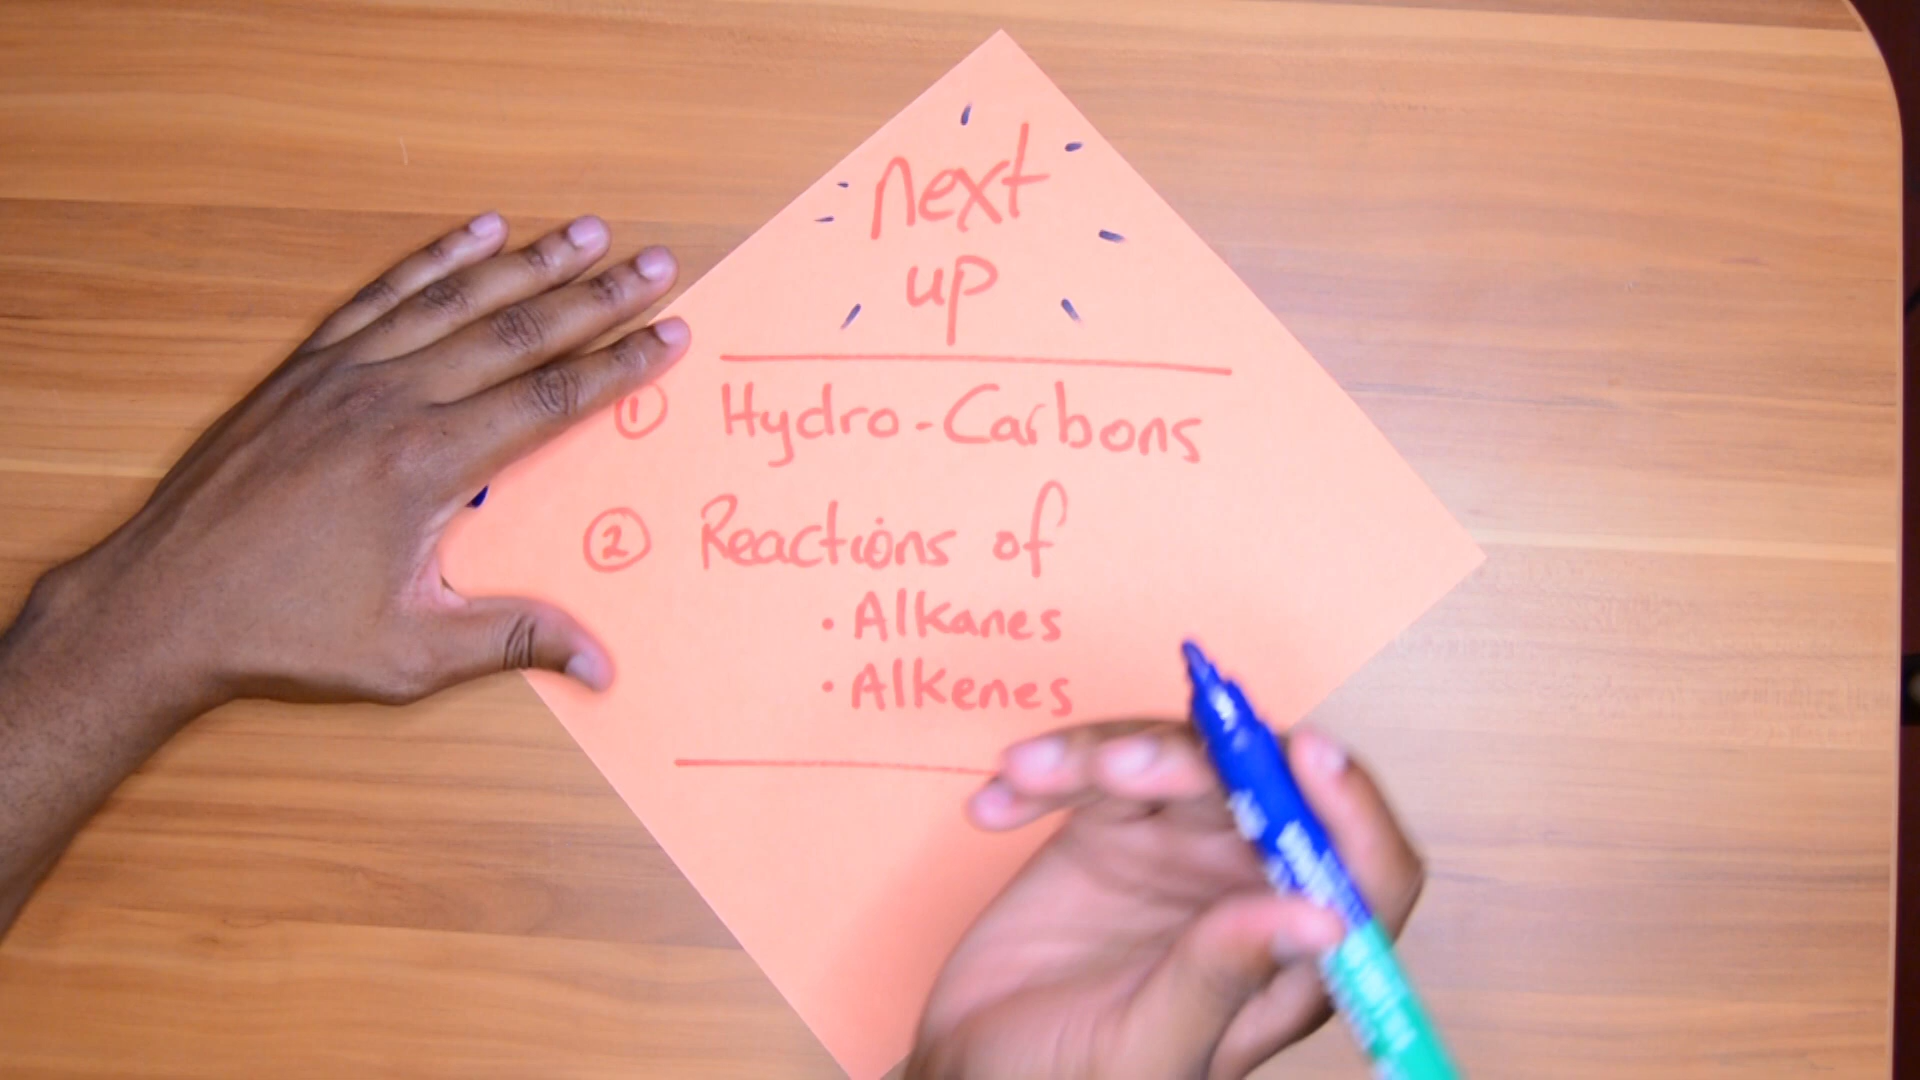 next
up
① Hydro-Carbons
② Reactions of
• Alkanes
• Alkenes